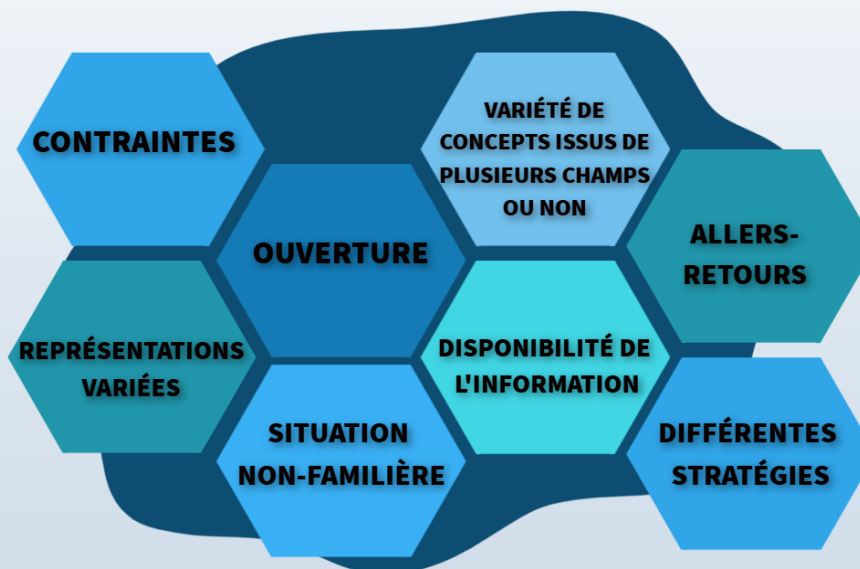 CONTRAINTES
OUVERTURE
VARIÉTÉ DE
CONCEPTS ISSUS DE
PLUSIEURS CHAMPS
OU NON
ALLERS-
RETOURS
REPRÉSENTATIONS
VARIÉES
SITUATION
NON-FAMILIÈRE
DISPONIBILITÉ DE
L'INFORMATION
DIFFÉRENTES
STRATÉGIES